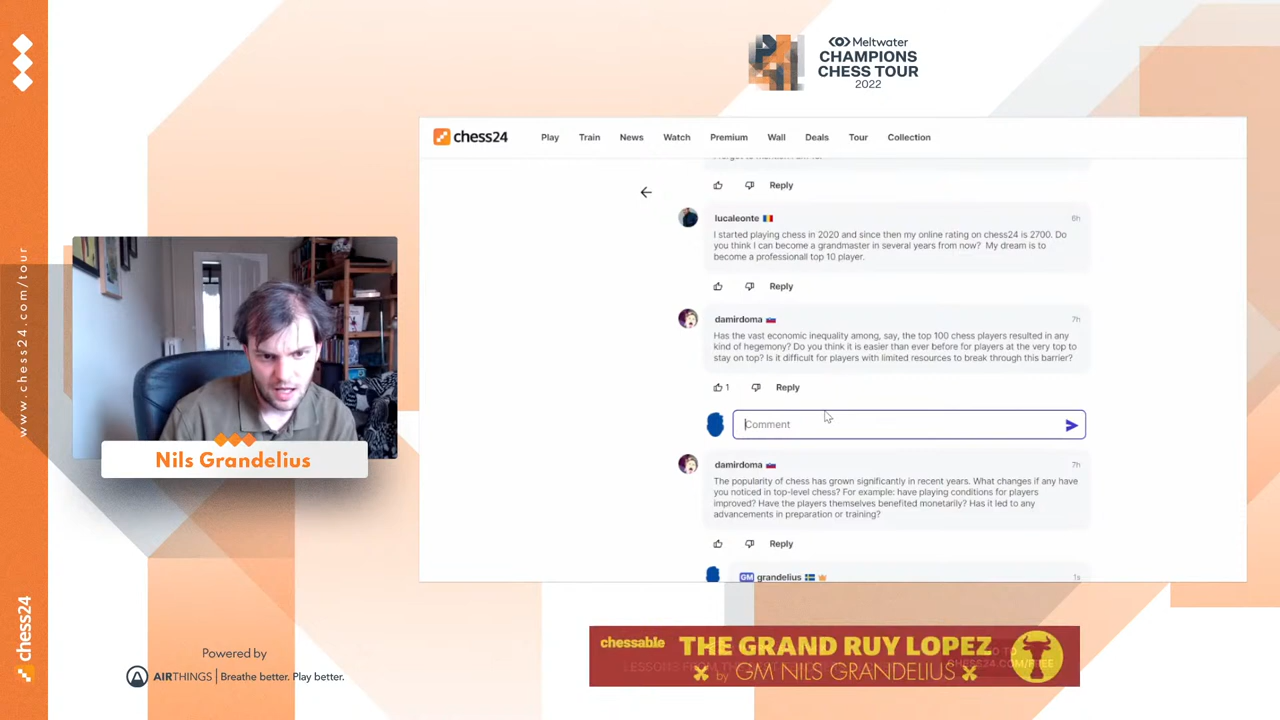 Meltwater
CHAMPIONS
CHESS TOUR
2022
www.chess24.com/tour
chess24
chess24
Play Train News Watch Premium Wall Deals Tour Collection
Reply
lucaleonte 6h
I started playing chess in 2020 and since then my online rating on chess24 is 2700. Do
you think I can become a grandmaster in several years from now? My dream is to
become a professionall top 10 player.
Reply
damirdoma 7h
Has the vast economic inequality among, say, the top 100 chess players resulted in any
kind of hegemony? Do you think it is easier than ever before for players at the very top to
stay on top? Is it difficult for players with limited resources to break through this barrier?
1 Reply
Comment
damirdoma 7h
The popularity of chess has grown significantly in recent years. What changes if any have
you noticed in top-level chess? For example: have playing conditions for players
improved? Have the players themselves benefited monetarily? Has it led to any
advancements in preparation or training?
Reply
GM grandelius 1s
Nils Grandelius
Powered by
AIRTHINGS | Breathe better. Play better.
chessable THE GRAND RUY LOPEZ
by GM NILS GRANDELIUS
CHESS24.COM/FREE